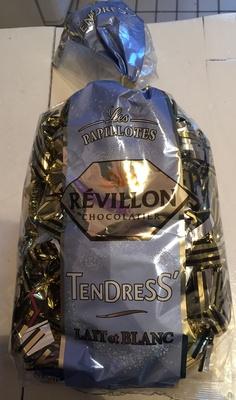 TENDRESS'
Les
PAPILLOTES
RÉVILLON
CHOCOLATIER
TENDRESS'
LAIT et BLANC